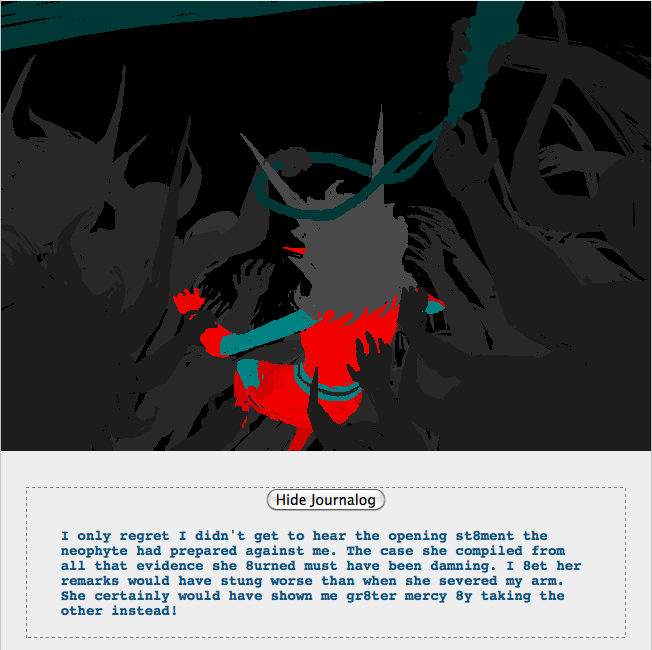 Hide Journalog
I only regret I didn't get to hear the opening st8ment the
neophyte had prepared against me. The case she compiled from
all that evidence she 8urned must have been damning. I 8et her
remarks would have stung worse than when she severed my arm.
She certainly would have shown me gr8ter mercy 8y taking the
other instead!